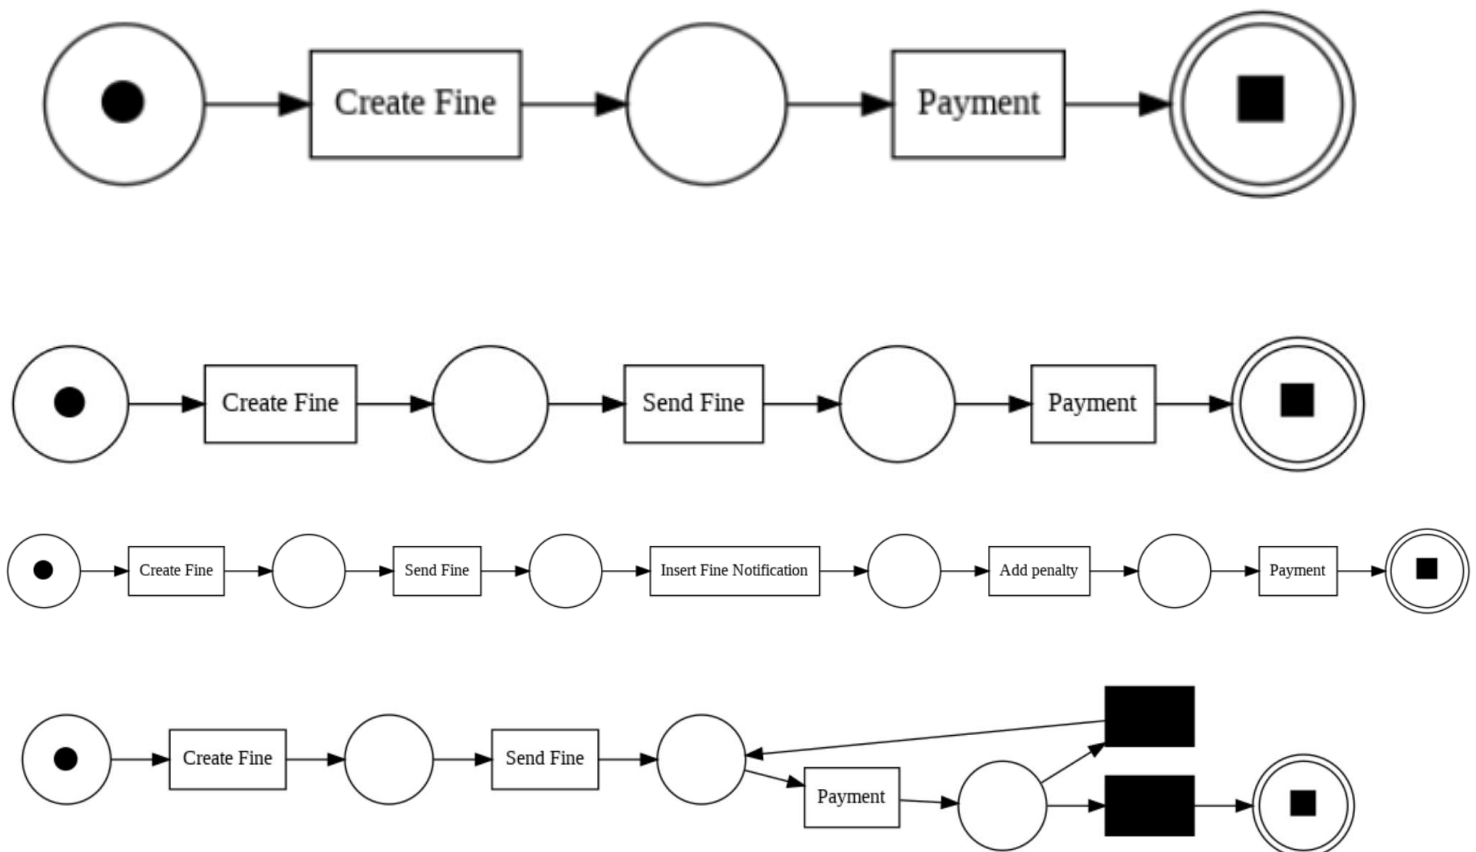 Create Fine Payment
Create Fine Send Fine Payment
Create Fine Send Fine Insert Fine Notification Add penalty Payment
Create Fine Send Fine
Payment